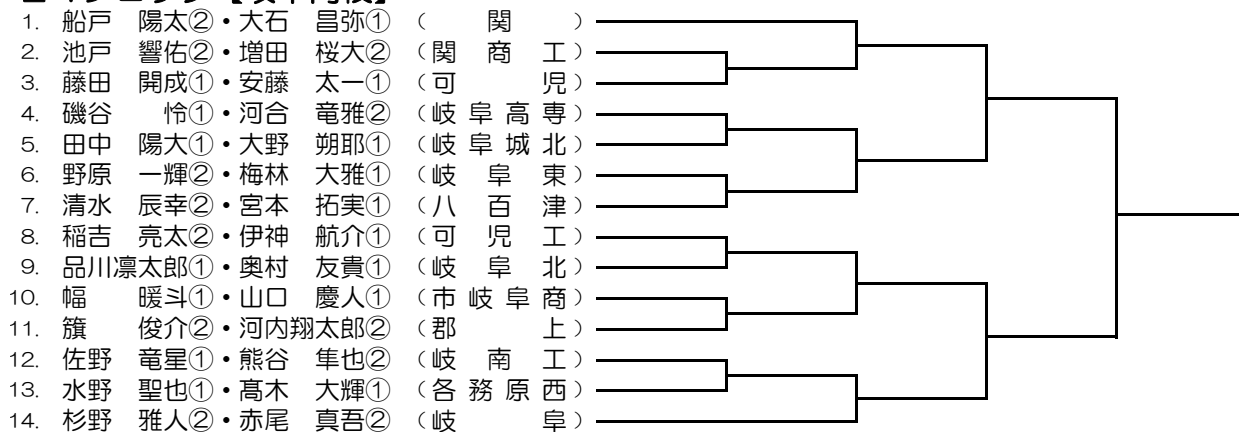 1. 船戸 陽太②・大石 昌弥① (関)
2. 池戸 響佑②・増田 桜大② (関商工)
3. 藤田 開成①・安藤 太一① (可児)
4. 磯谷 怜①・河合 竜雅② (岐阜高専)
5. 田中 陽大①・大野 朔耶① (岐阜城北)
6. 野原 一輝②・梅林 大雅① (岐阜東)
7. 清水 辰幸②・宮本 拓実① (八百津)
8. 稲吉 亮太②・伊神 航介① (可児工)
9. 品川凛太郎①・奥村 友貴① (岐阜北)
10. 幅 暖斗①・山口 慶人① (市岐阜商)
11. 籏 俊介②・河内翔太郎② (郡上)
12. 佐野 竜星①・熊谷 隼也② (岐南工)
13. 水野 聖也①・髙木 大輝① (各務原西)
14. 杉野 雅人②・赤尾 真吾② (岐阜)